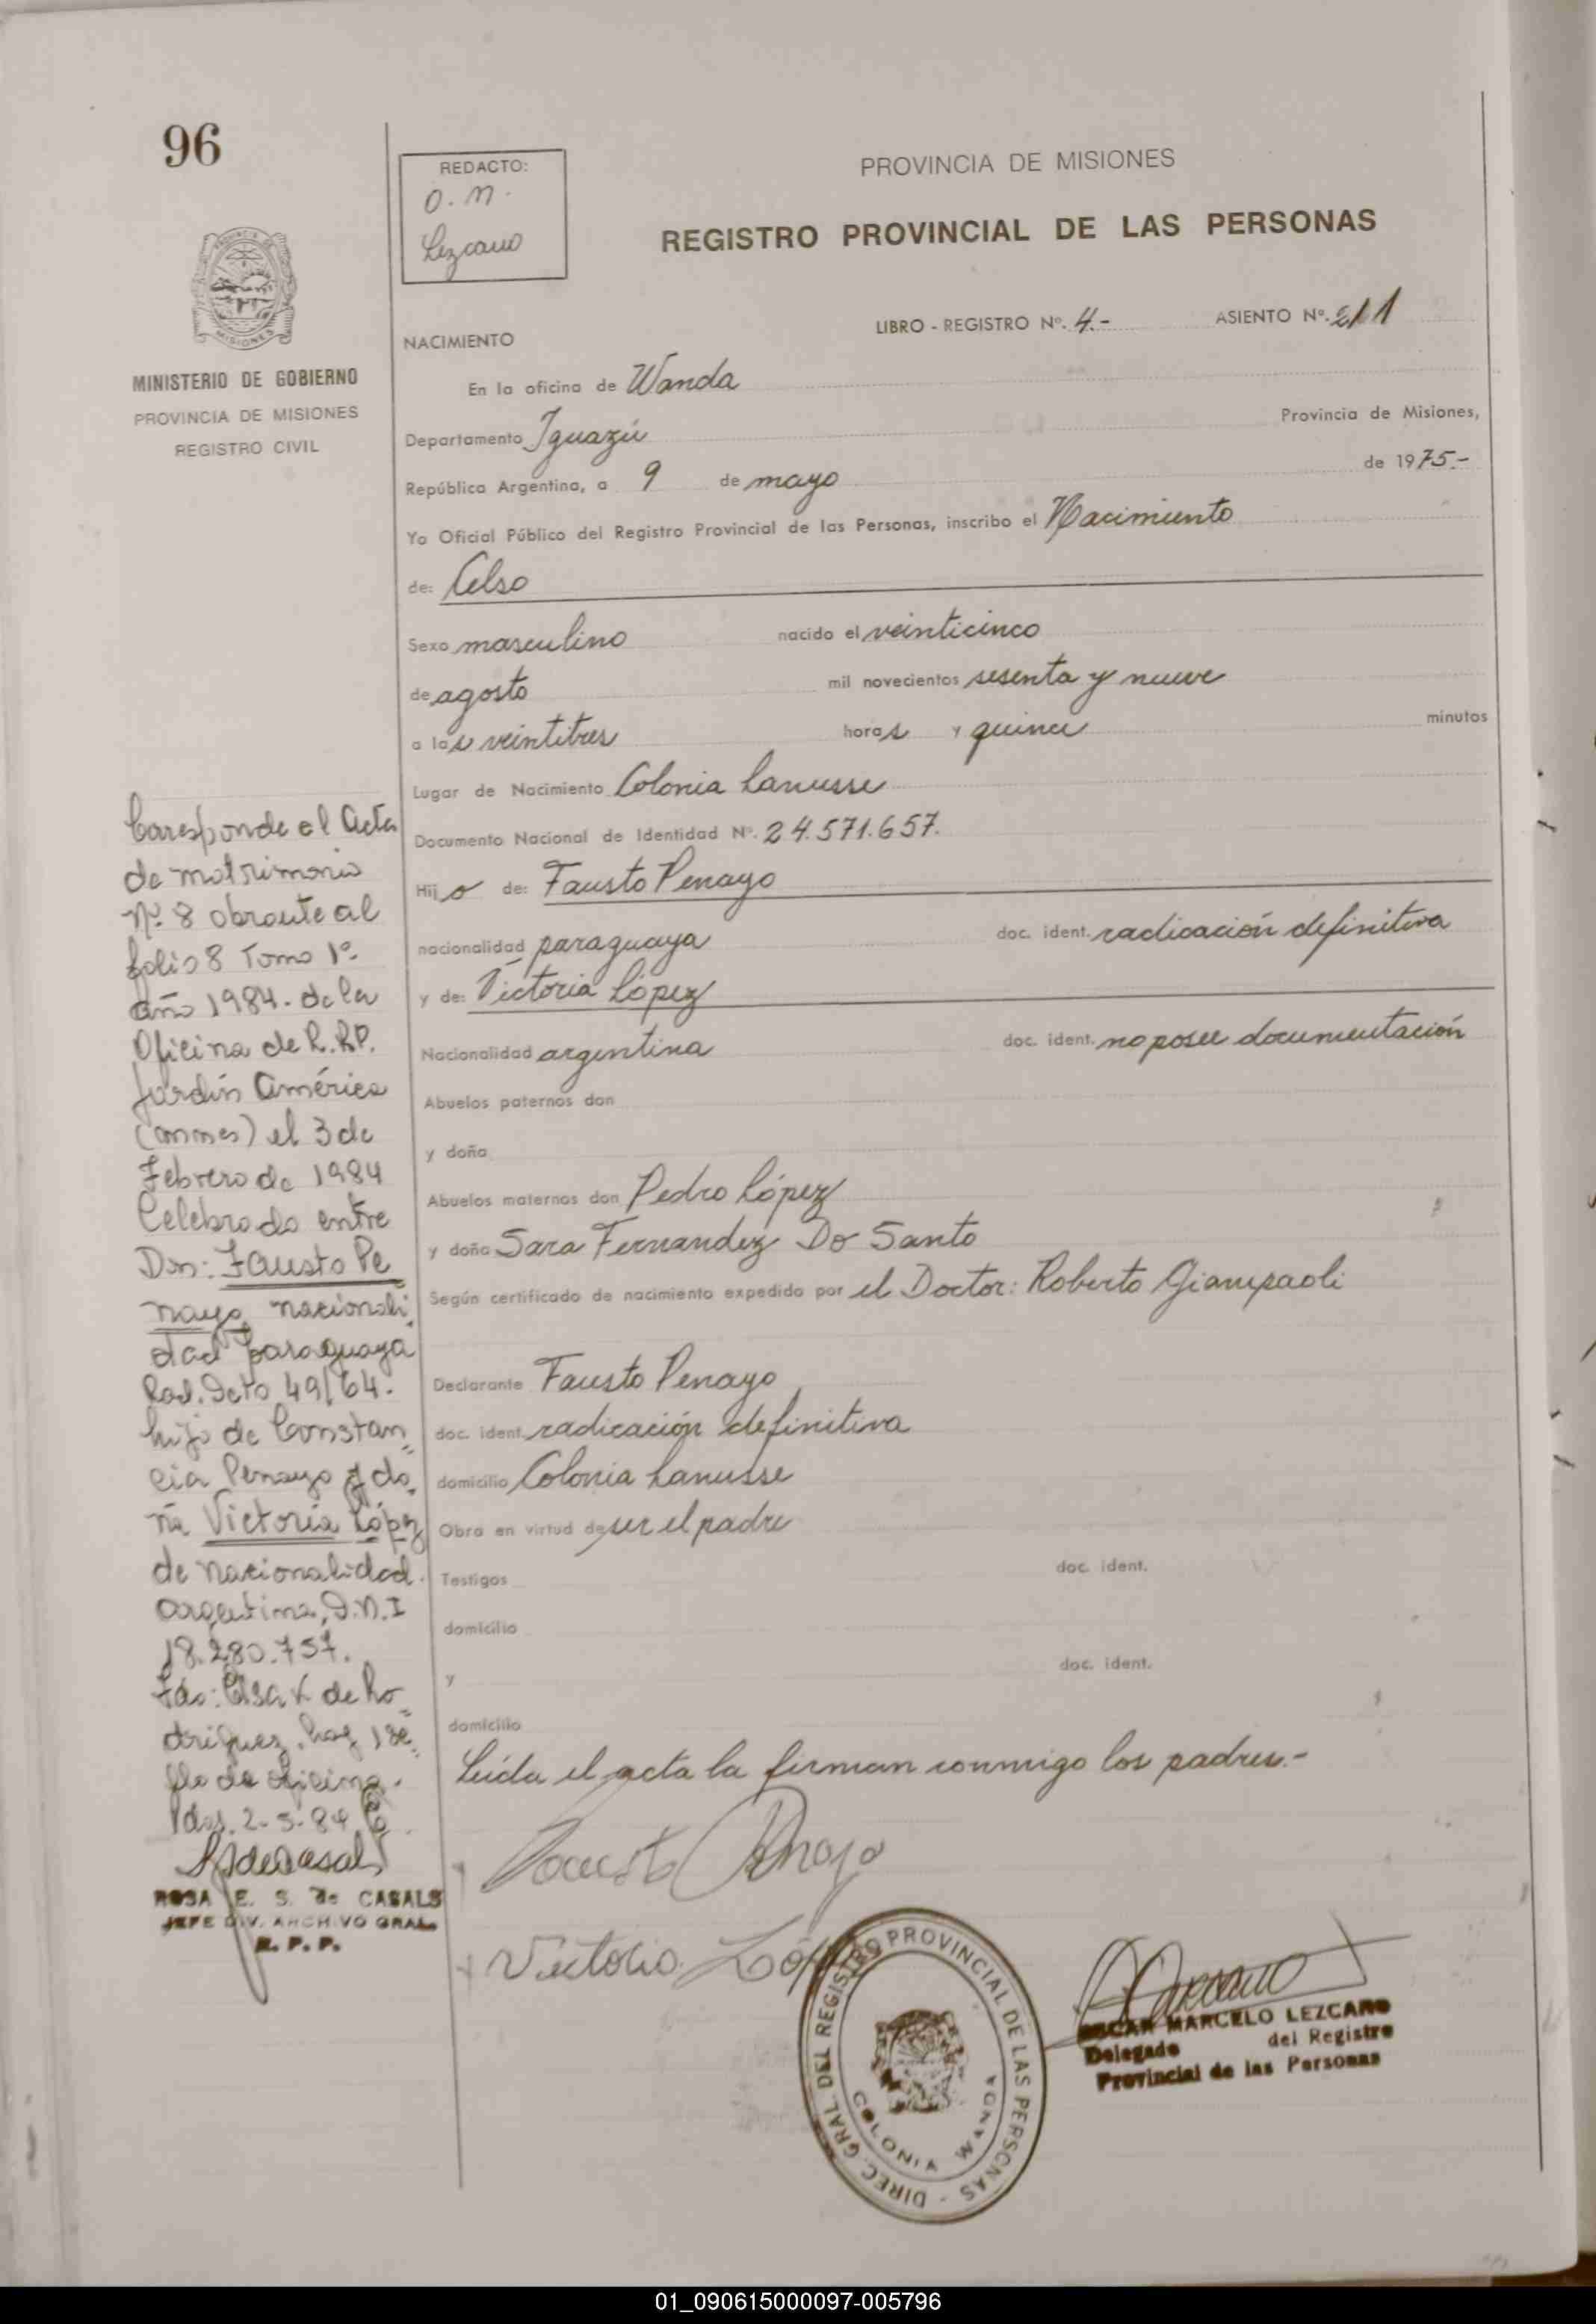 96
REDACTO:
O. M.
Lezcano
PROVINCIA DE MISIONES
REGISTRO PROVINCIAL DE LAS PERSONAS
MISIONES
MINISTERIO DE GOBIERNO
PROVINCIA DE MISIONES
REGISTRO CIVIL
LIBRO - REGISTRO Nº. 4.- ASIENTO Nº. 211
NACIMIENTO
En la oficina de Wanda
Departamento Iguazú Provincia de Misiones,
República Argentina, a 9 de mayo de 1975.-
Yo Oficial Público del Registro Provincial de las Personas, inscribo el Nacimiento
de: Celso
Sexo masculino nacido el veinticinco
de agosto mil novecientos sesenta y nueve
a las veintitres horas y quince minutos
Lugar de Nacimiento Colonia Lanusse
Documento Nacional de Identidad Nº. 24.571.657.
Hijo de: Fausto Penayo
nacionalidad paraguaya doc. ident. radicación definitiva
y de: Victoria López
Nacionalidad argentina doc. ident. no posee documentación
Abuelos paternos don
y doña
Abuelos maternos don Pedro López
y doña Sara Fernandez Do Santo
Según certificado de nacimiento expedido por el Doctor: Roberto Giampaoli
Declarante Fausto Penayo
doc. ident. radicación definitiva
domicilio Colonia Lanusse
Obra en virtud de ser el padre
Testigos doc. ident.
domicilio
y doc. ident.
domicilio
Leída el acta la firman conmigo los padres.-
Fausto Penayo
Victoria López
DIREC. GRAL DEL REGISTRO PROVINCIAL DE LAS PERSONAS -
COLONIA WANDA
OSCAR MARCELO LEZCANO
Delegado del Registro
Provincial de las Personas
Coresponde el Acta
de matrimonio
Nº 8 obrante al
folio 8 Tomo 1º
año 1984. de la
Oficina de R.RP.
Jardín América
(mnes) el 3 de
Febrero de 1984
Celebrado entre
Don: Fausto Pe
nayo, nacionali
dad paraguaya
Rad. Dcto 49/64.
hijo de Constan
cia Penayo y do
ña Victoria López
de nacionalidad
argentina, D.N.I
18.280.757.
Fdo: Elsa K de Ro
driguez, hay 1 se
llo de oficina.
Pdas. 2-5-84
ROSA E. S. de CASALS
JEFE DIV. ARCHIVO GRAL.
R. P. P.
01_090615000097-005796